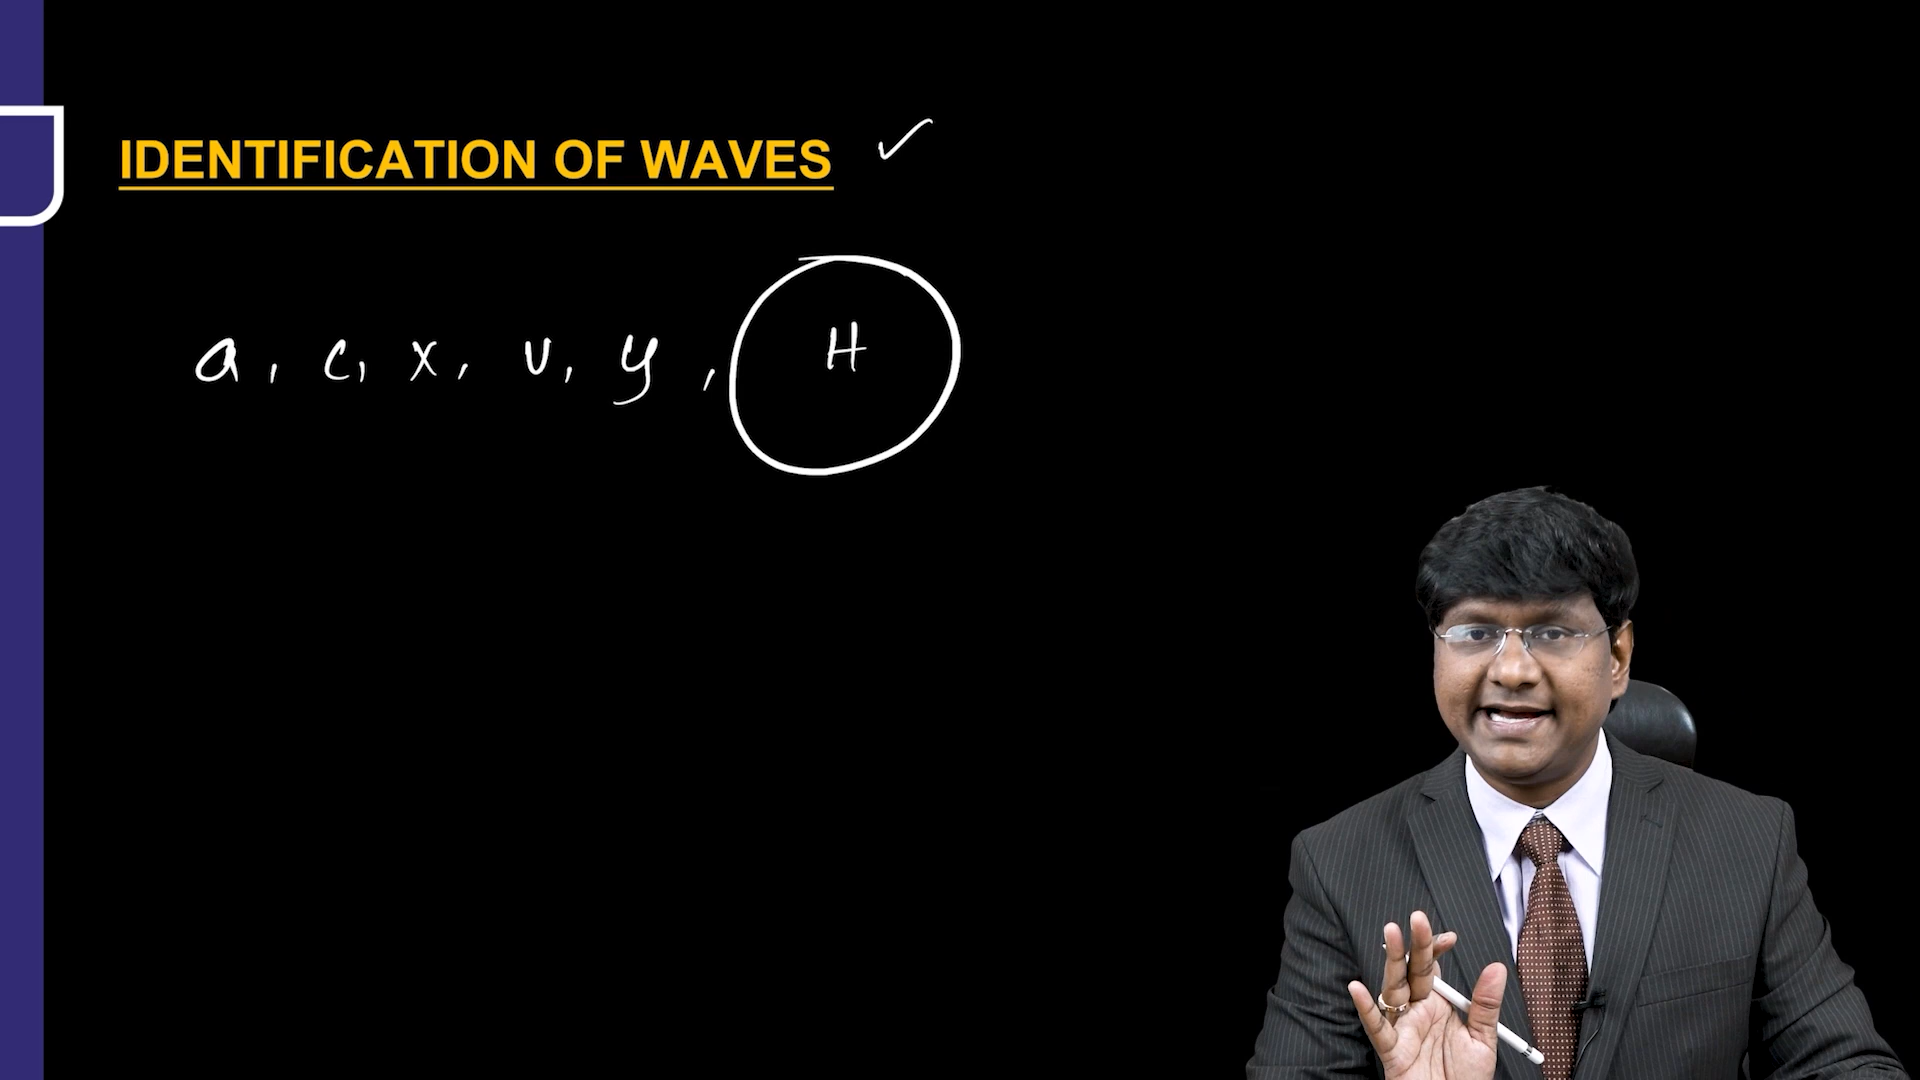 IDENTIFICATION OF WAVES
a, c, x, v, y, H